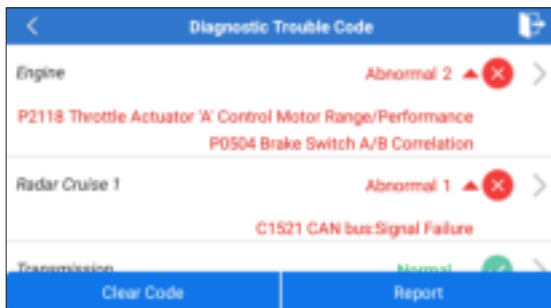 Diagnostic Trouble Code
Engine Abnormal 2
P2118 Throttle Actuator 'A' Control Motor Range/Performance
P0504 Brake Switch A/B Correlation
Radar Cruise 1 Abnormal 1
C1521 CAN bus:Signal Failure
Transmission Normal
Clear Code Report